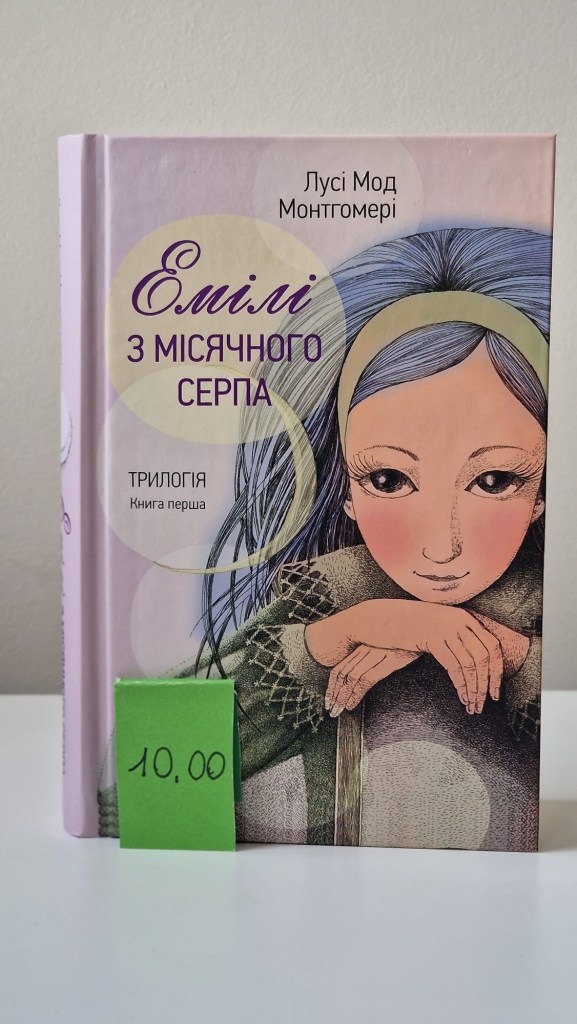 Лусі Мод
Монтгомері
Емілі
З МІСЯЧНОГО
СЕРПА
ТРИЛОГІЯ
Книга перша
10,00